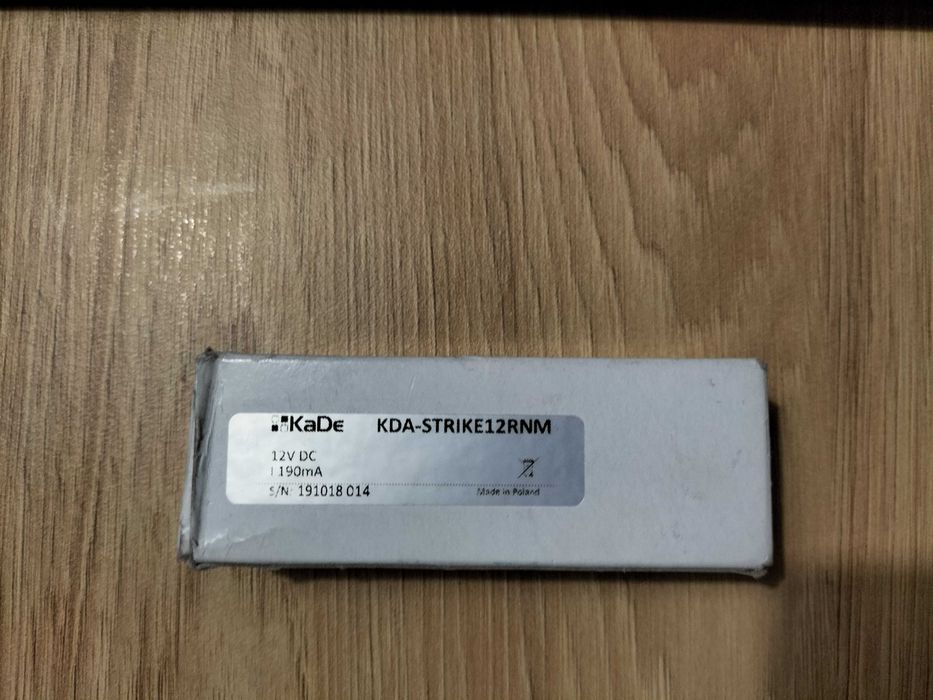 KaDe KDA-STRIKE12RNM
12V DC
I 190mA
S/N: 191018 014
Made in Poland